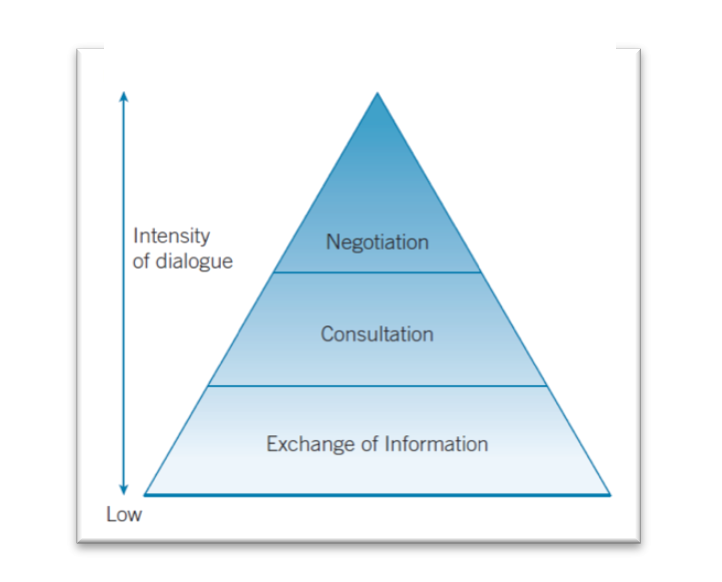 Intensity
of dialogue
Negotiation
Consultation
Exchange of Information
Low